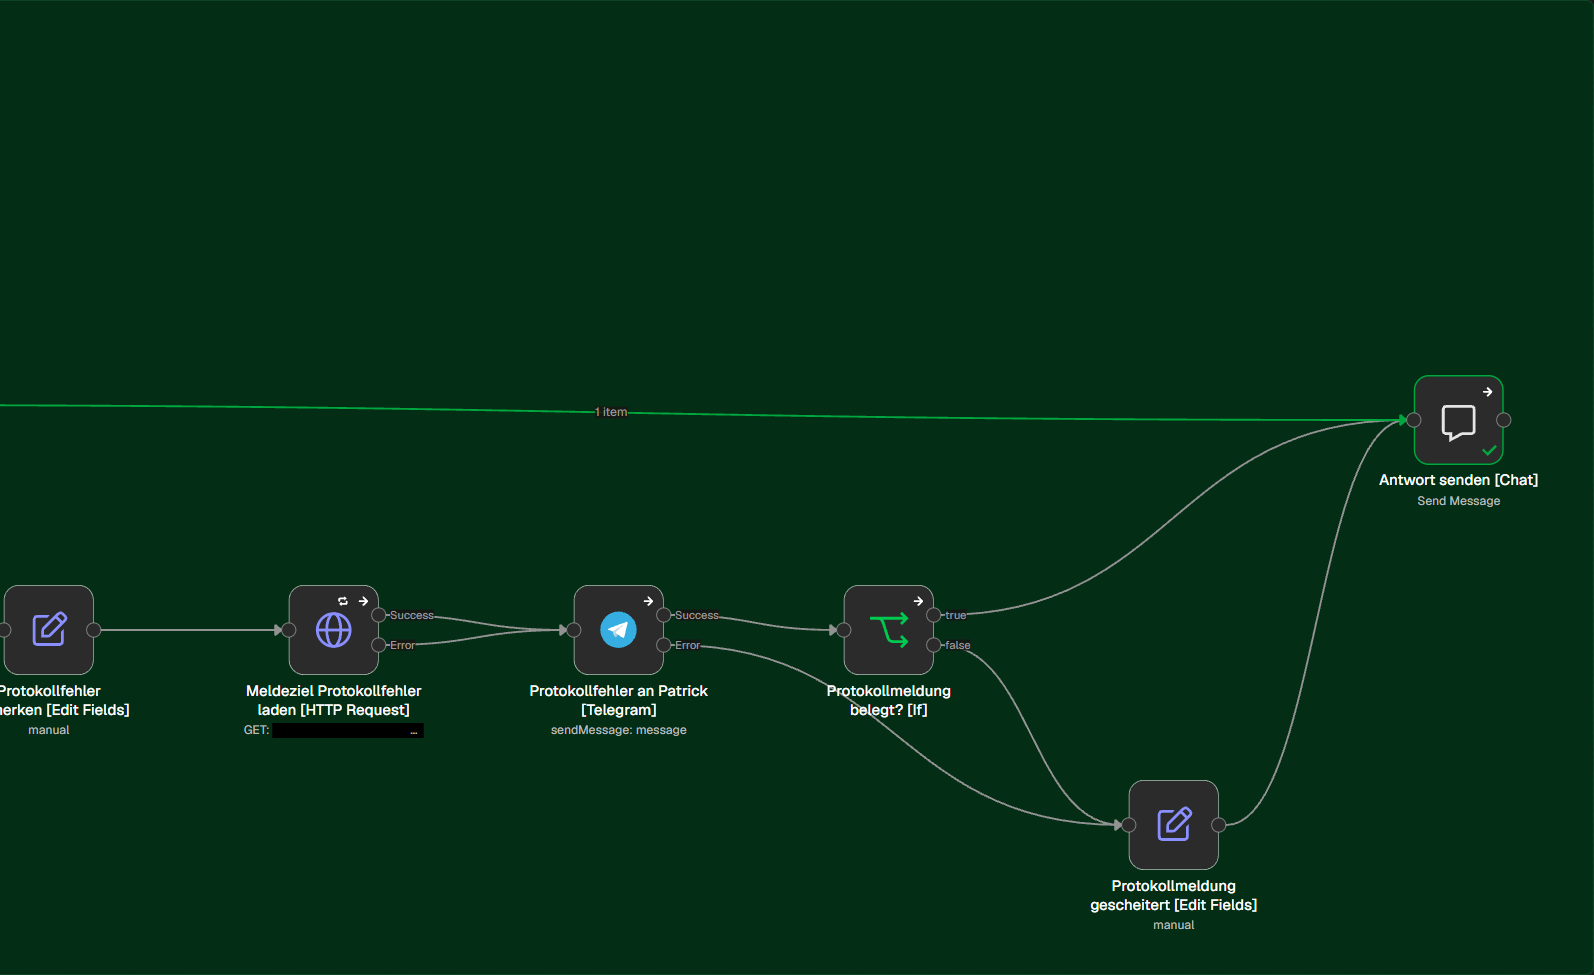 1 item
Antwort senden [Chat]
Send Message
Success
Error
Success
Error
true
false
Protokollfehler
erken [Edit Fields]
manual
Meldeziel Protokollfehler
laden [HTTP Request]
GET: ...
Protokollfehler an Patrick
[Telegram]
sendMessage: message
Protokollmeldung
belegt? [If]
Protokollmeldung
gescheitert [Edit Fields]
manual